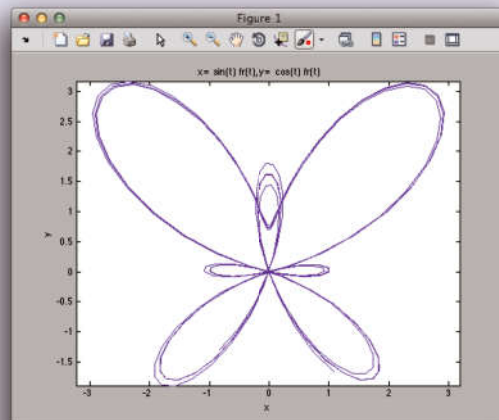 Figure 1
x= sin(t) fr(t),y= cos(t) fr(t)
3
2.5
2
1.5
1
0.5
0
-0.5
-1
-1.5
-3 -2 -1 0 1 2 3
y
x